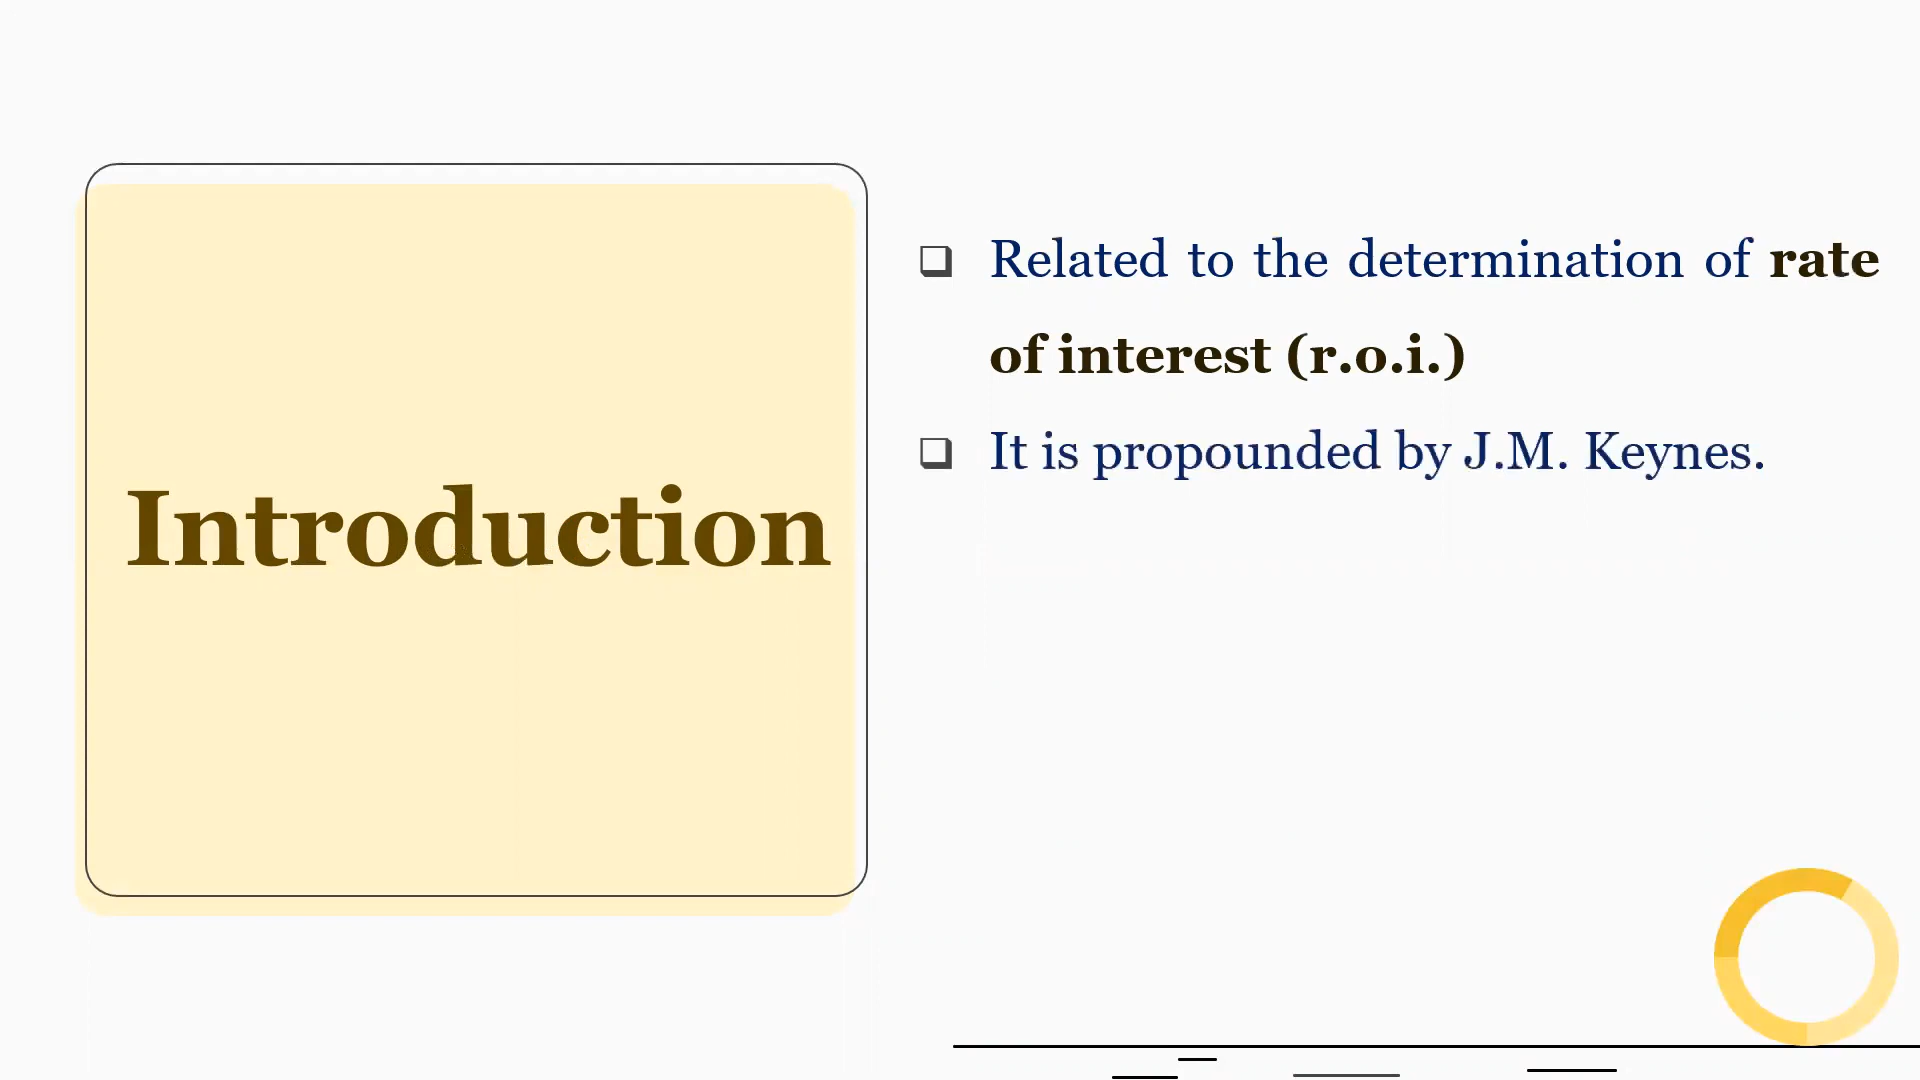 Introduction
❑ Related to the determination of rate
of interest (r.o.i.)
❑ It is propounded by J.M. Keynes.